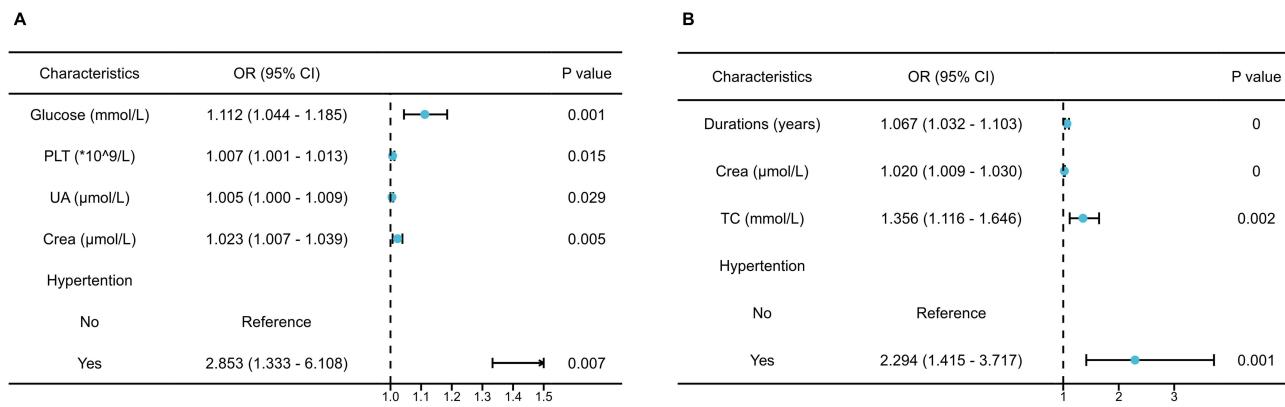 A
Characteristics OR (95% CI) P value
Glucose (mmol/L) 1.112 (1.044 - 1.185) 0.001
PLT (*10^9/L) 1.007 (1.001 - 1.013) 0.015
UA (μmol/L) 1.005 (1.000 - 1.009) 0.029
Crea (μmol/L) 1.023 (1.007 - 1.039) 0.005
Hypertention
No Reference
Yes 2.853 (1.333 - 6.108) 0.007
1.0 1.1 1.2 1.3 1.4 1.5
B
Characteristics OR (95% CI) P value
Durations (years) 1.067 (1.032 - 1.103) 0
Crea (μmol/L) 1.020 (1.009 - 1.030) 0
TC (mmol/L) 1.356 (1.116 - 1.646) 0.002
Hypertention
No Reference
Yes 2.294 (1.415 - 3.717) 0.001
1 2 3